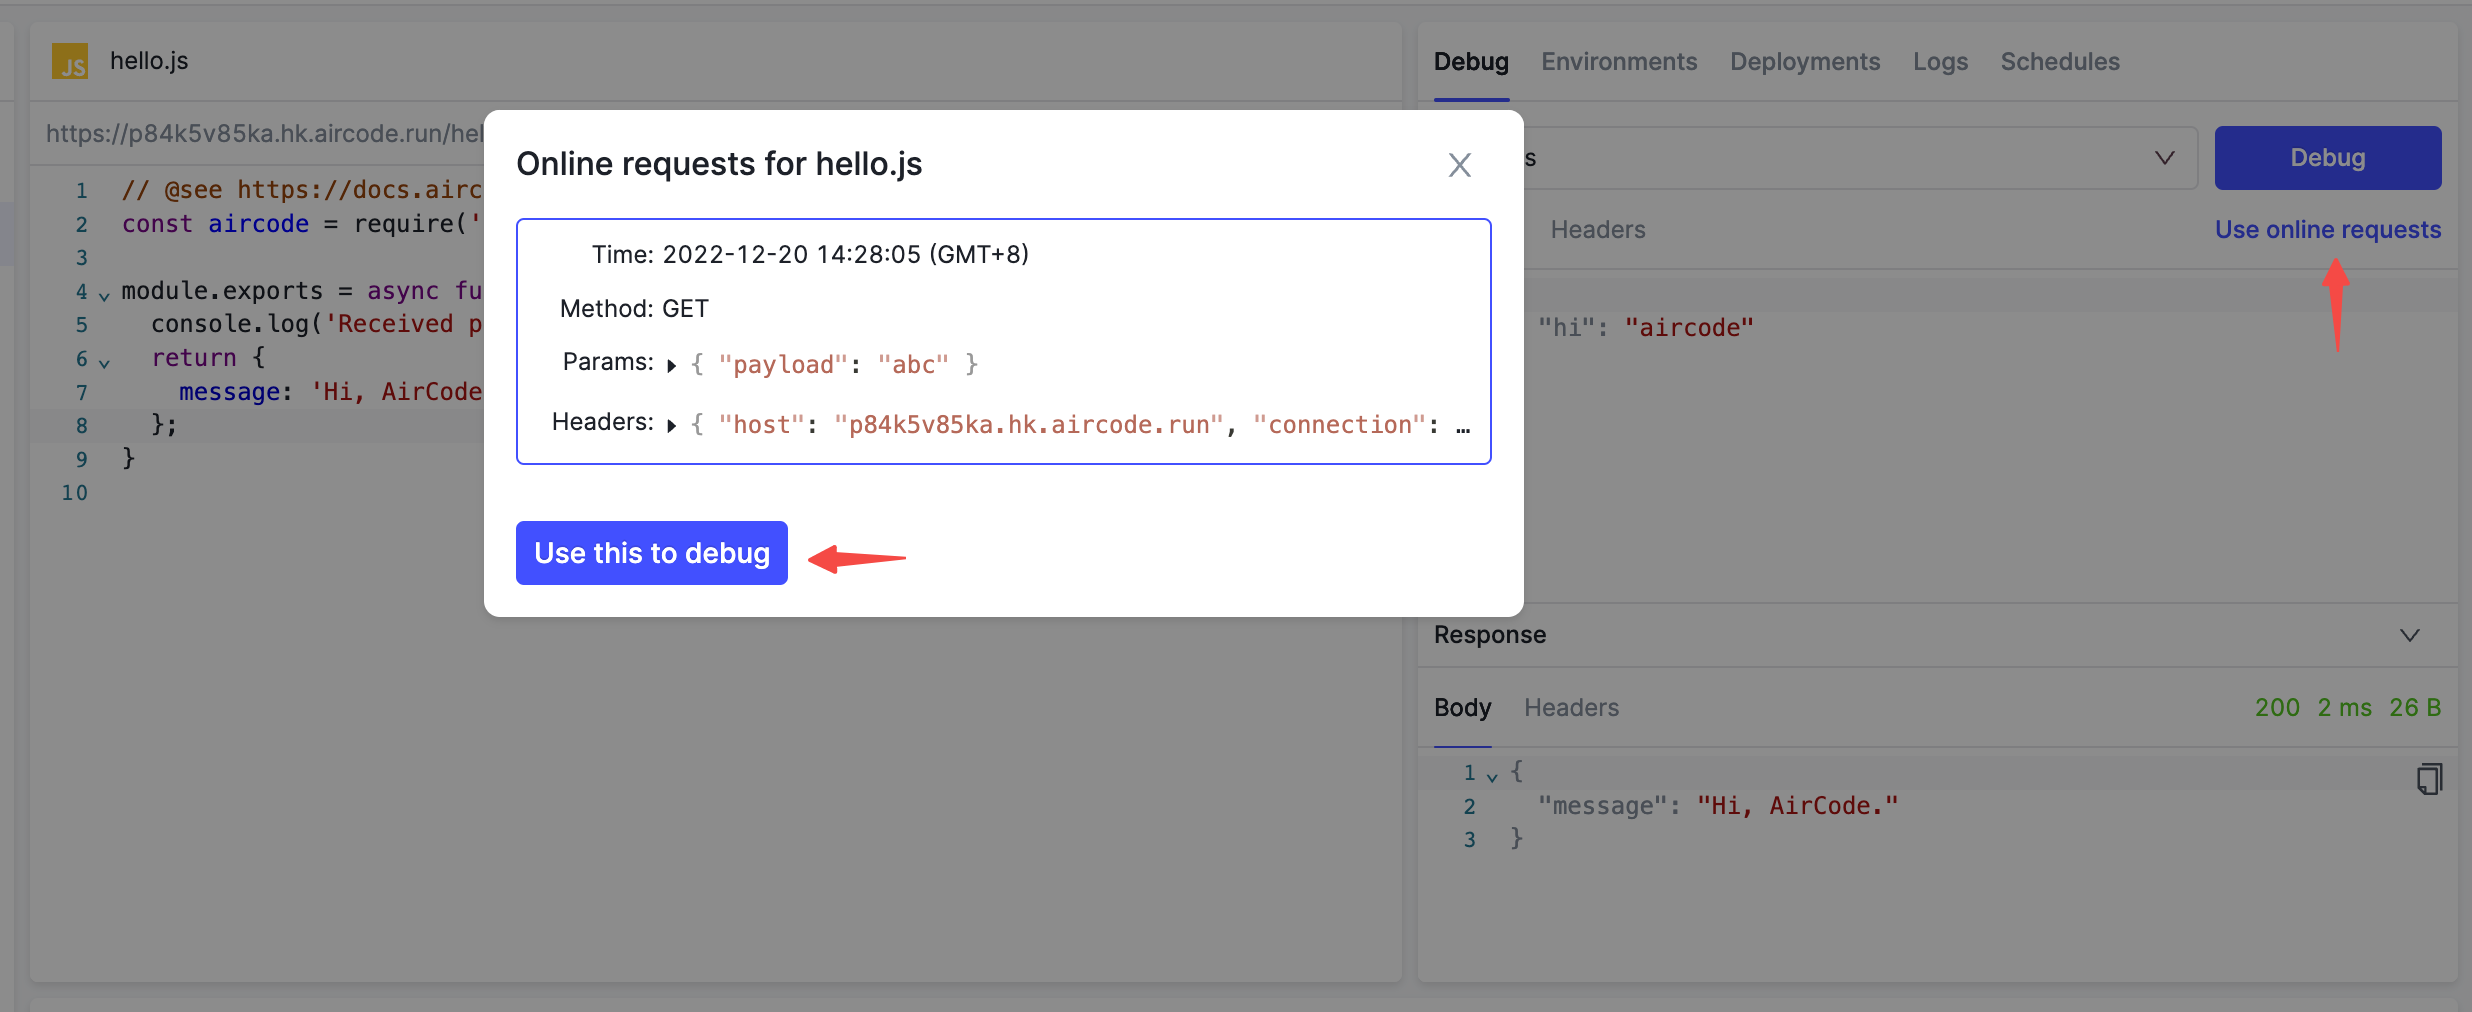 JS hello.js
https://p84k5v85ka.hk.aircode.run/hel
1 // @see https://docs.airc
2 const aircode = require('
3
4 module.exports = async fu
5 console.log('Received p
6 return {
7 message: 'Hi, AirCode
8 };
9 }
10
Online requests for hello.js
X
Time: 2022-12-20 14:28:05 (GMT+8)
Method: GET
Params: { "payload": "abc" }
Headers: { "host": "p84k5v85ka.hk.aircode.run", "connection": …
Use this to debug
Debug Environments Deployments Logs Schedules
s Debug
Headers Use online requests
"hi": "aircode"
Response
Body Headers 200 2 ms 26 B
1 {
2 "message": "Hi, AirCode."
3 }